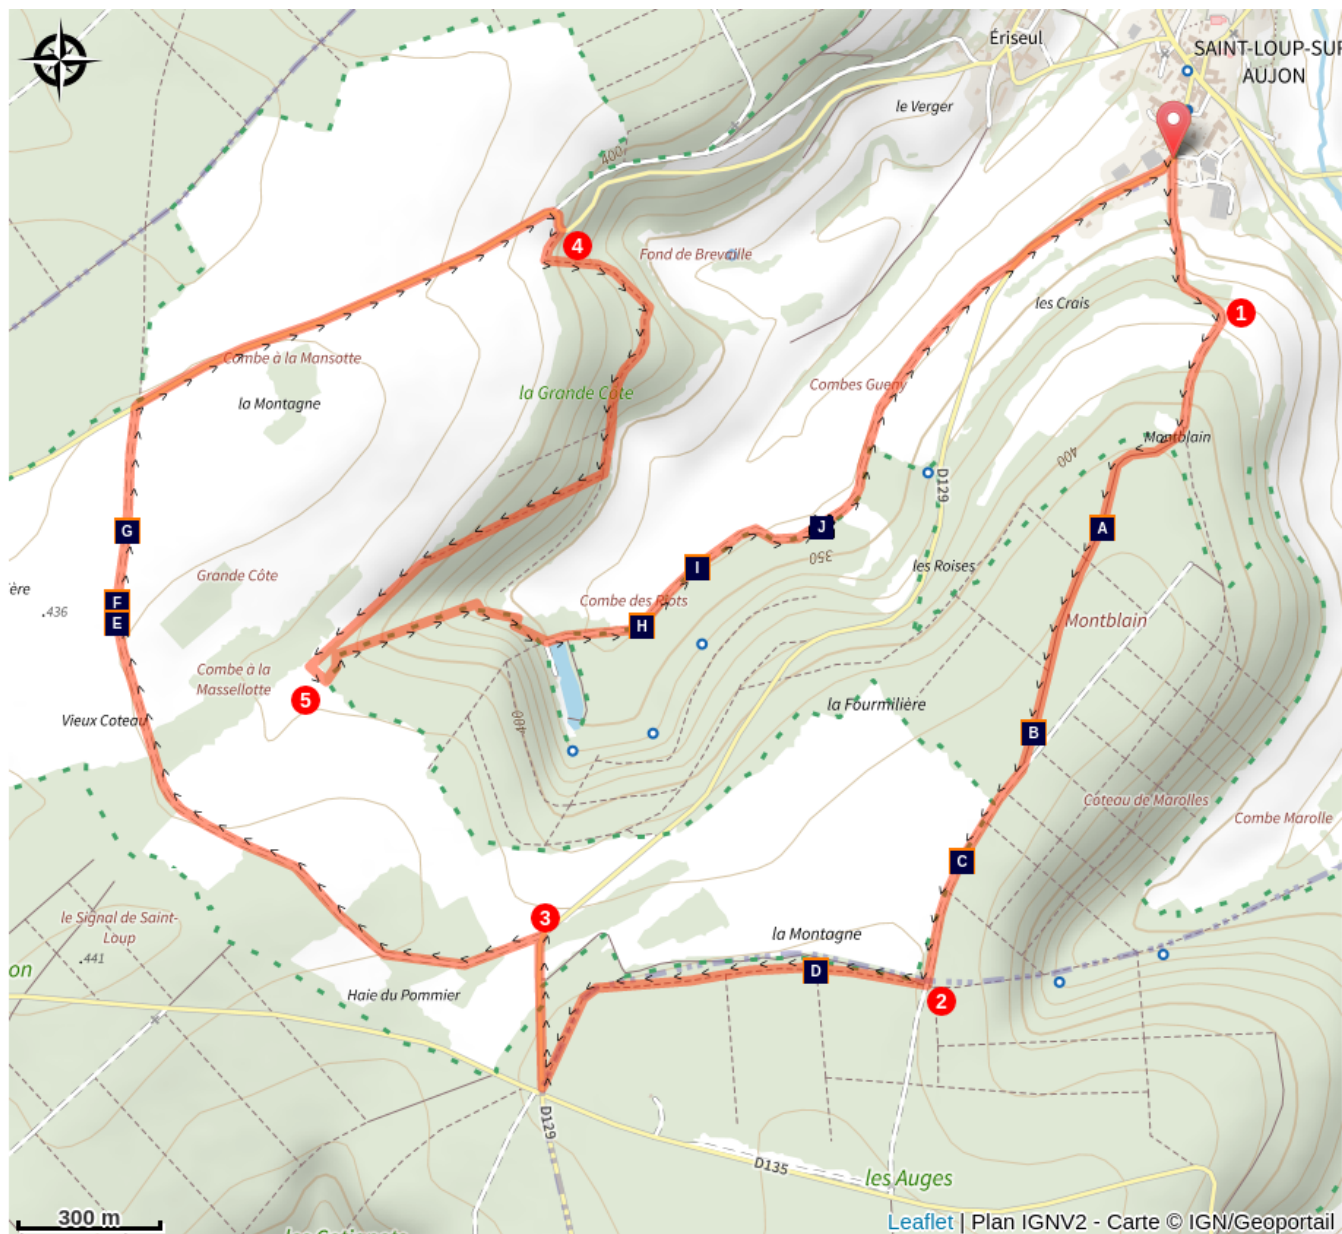 Ériseul
SAINT-LOUP-SUR
AUJON
le Verger
400
4
Fond de Brevaille
1
les Crais
Combe à la Mansotte
la Montagne
la Grande Côte
Combes Gueny
Montblain
400
D129
G
J
A
350
les Roises
I
Grande Côte
ère
.436
F
E
Combe des Plots
H
Montblain
Combe à la
Massellotte
5
Vieux Coteau
400
la Fourmilière
B
Coteau de Marolles
Combe Marolle
C
3
le Signal de Saint-
Loup
.441
la Montagne
on
D
2
Haie du Pommier
D129
D135
les Auges
300 m
Leaflet | Plan IGNV2 - Carte © IGN/Geoportail